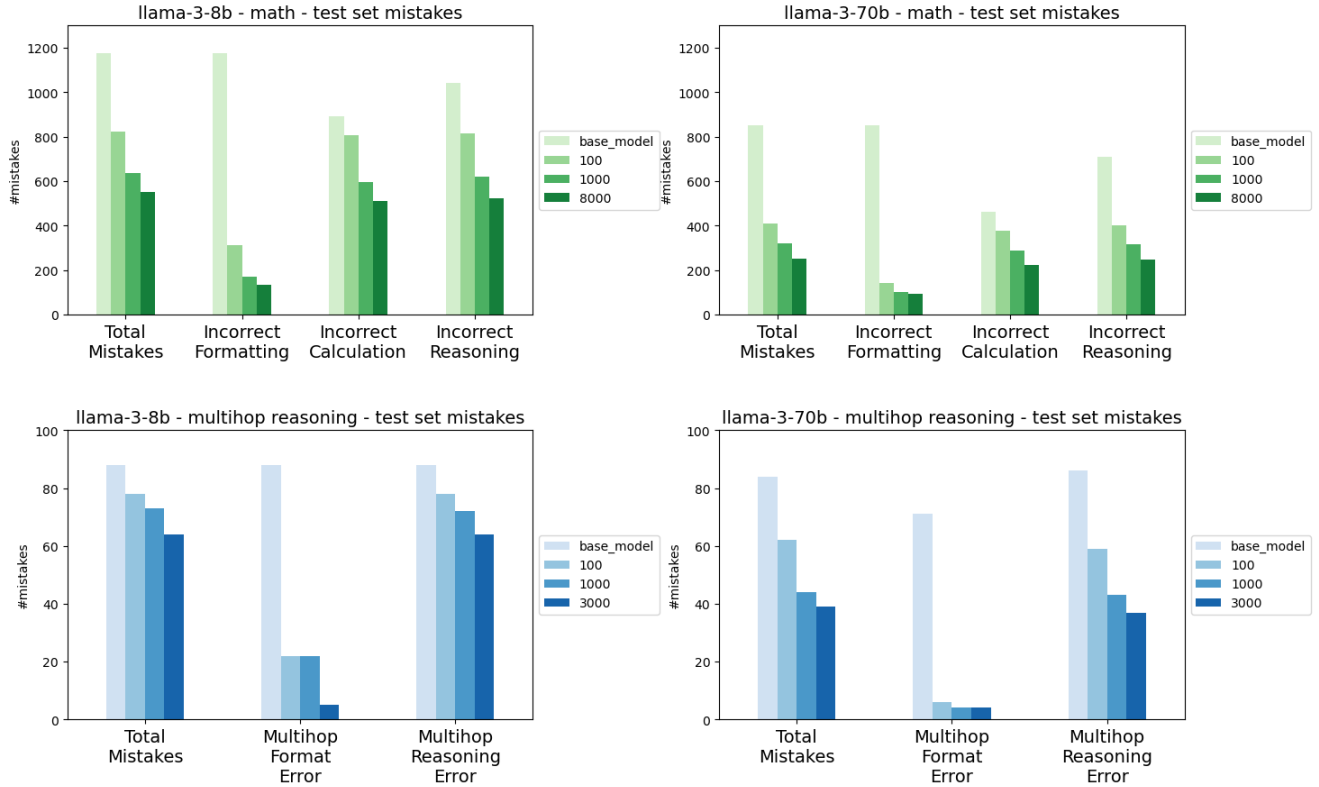 llama-3-8b - math - test set mistakes
1200
1000
800
600
400
200
0
#mistakes
Total
Mistakes
Incorrect
Formatting
Incorrect
Calculation
Incorrect
Reasoning
base_model
100
1000
8000
llama-3-70b - math - test set mistakes
1200
1000
800
600
400
200
0
#mistakes
Total
Mistakes
Incorrect
Formatting
Incorrect
Calculation
Incorrect
Reasoning
base_model
100
1000
8000
llama-3-8b - multihop reasoning - test set mistakes
100
80
60
40
20
0
#mistakes
Total
Mistakes
Multihop
Format
Error
Multihop
Reasoning
Error
base_model
100
1000
3000
llama-3-70b - multihop reasoning - test set mistakes
100
80
60
40
20
0
#mistakes
Total
Mistakes
Multihop
Format
Error
Multihop
Reasoning
Error
base_model
100
1000
3000